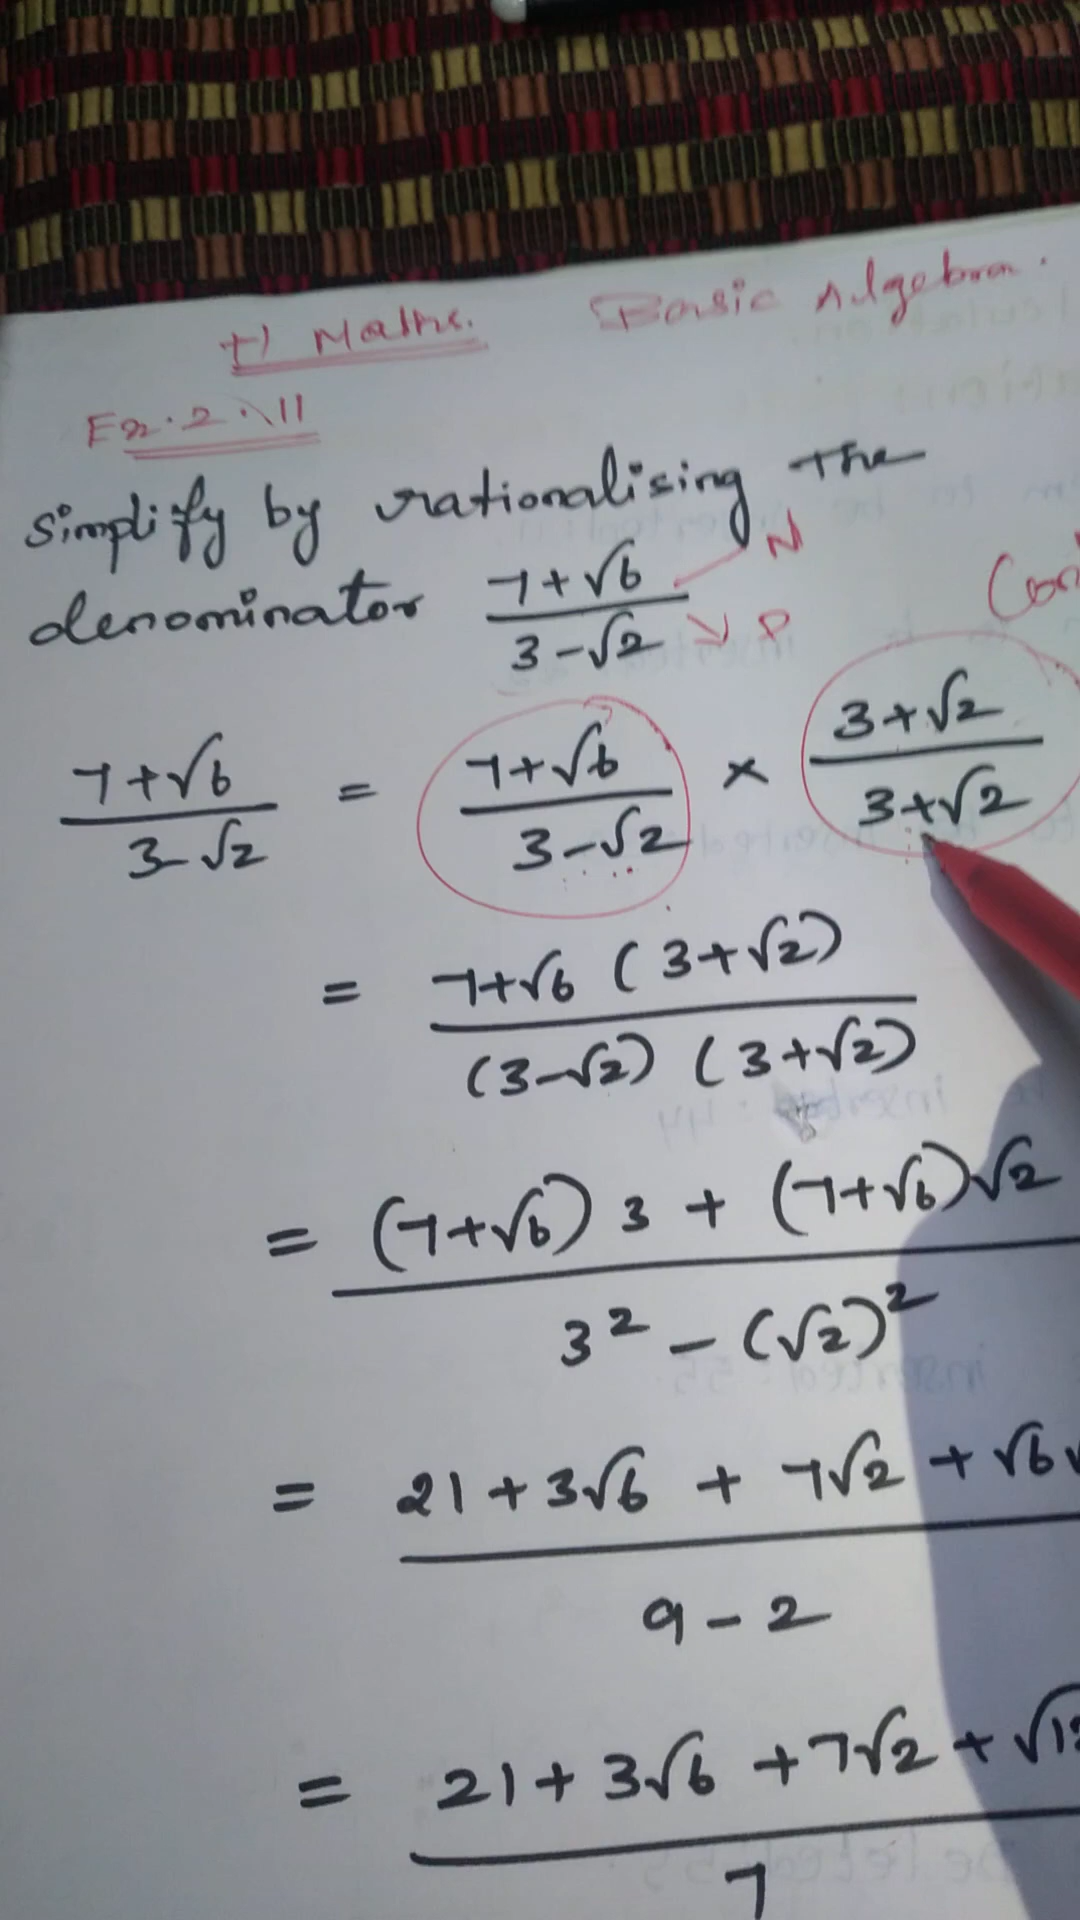 +1 Maths. Basic Algebra.
Ex. 2.11
Simplify by rationalising the
denominator (7+√6)/(3-√2) N D
(7+√6)/(3-√2) = (7+√6)/(3-√2) × (3+√2)/(3+√2)
= 7+√6 (3+√2) / (3-√2) (3+√2)
= (7+√6) 3 + (7+√6)√2 / 3² - (√2)²
= 21 + 3√6 + 7√2 + √6√ / 9 - 2
= 21 + 3√6 + 7√2 + √12 / 7